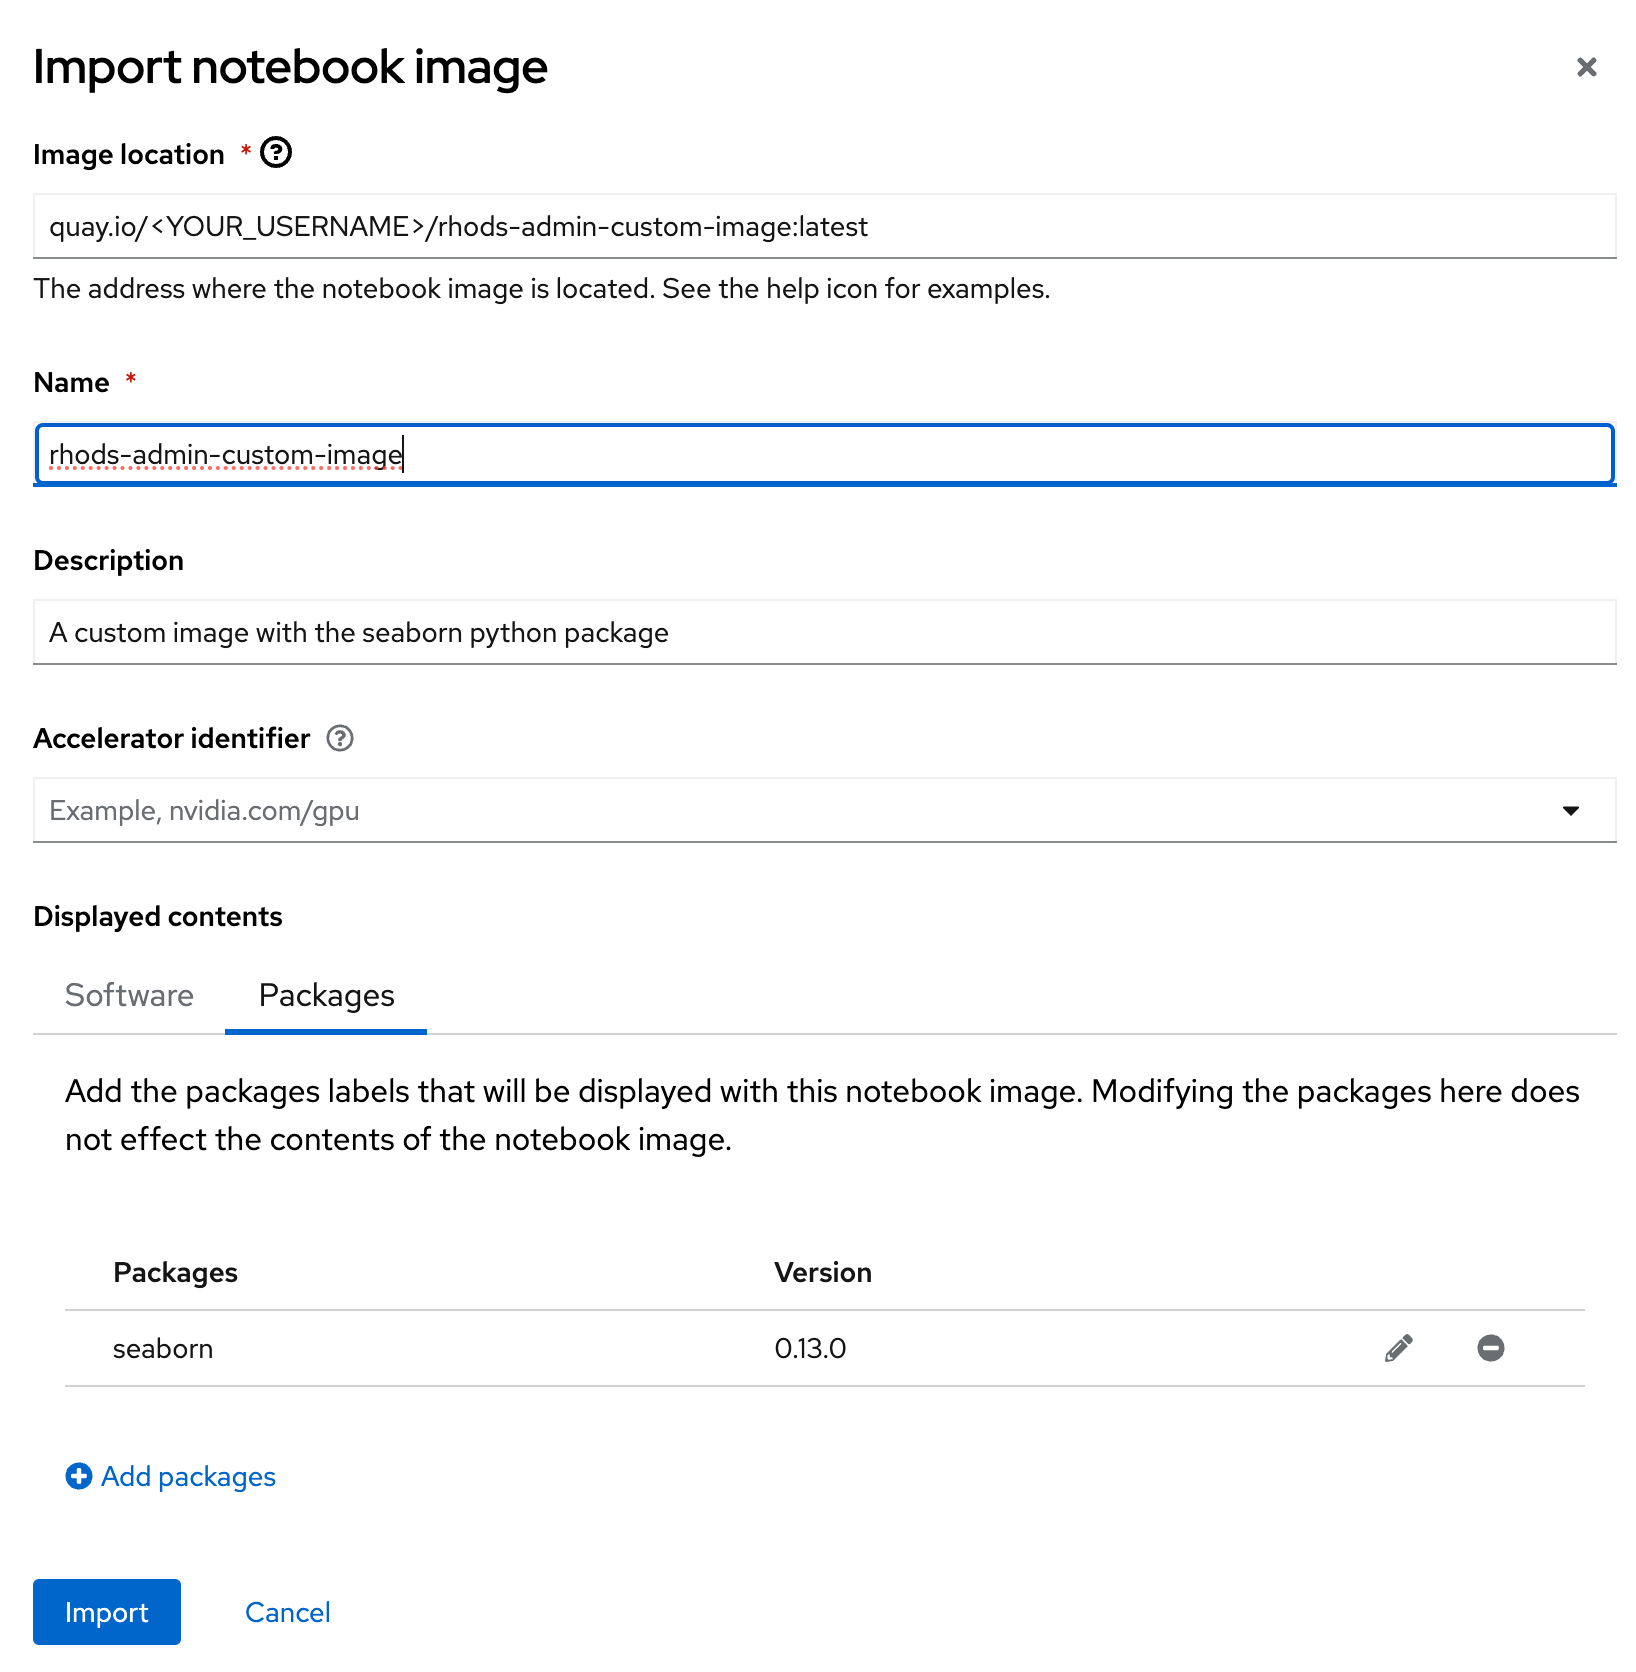 Import notebook image
Image location *
quay.io/<YOUR_USERNAME>/rhods-admin-custom-image:latest
The address where the notebook image is located. See the help icon for examples.
Name *
rhods-admin-custom-image
Description
A custom image with the seaborn python package
Accelerator identifier
Example, nvidia.com/gpu
Displayed contents
Software Packages
Add the packages labels that will be displayed with this notebook image. Modifying the packages here does
not effect the contents of the notebook image.
Packages Version
seaborn 0.13.0
Add packages
Import Cancel